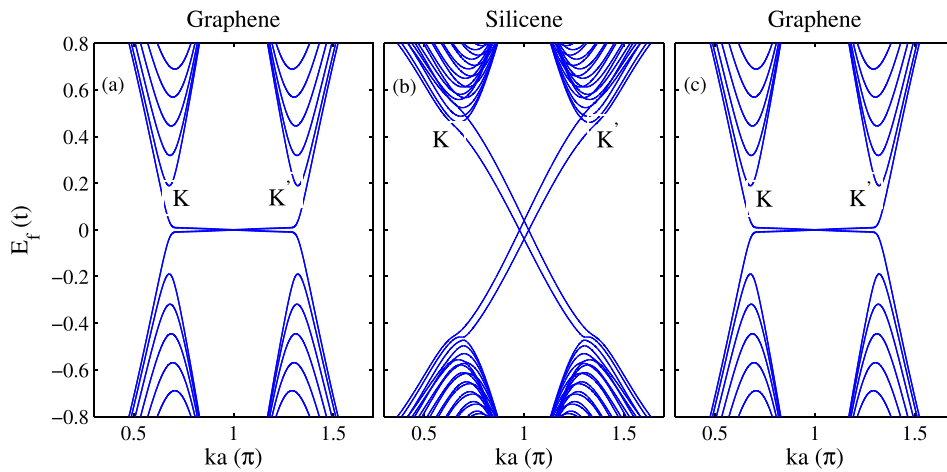 Graphene Silicene Graphene
0.8
(a) (b) (c)
0.6
0.4 K K'
0.2 K K' K K'
E_f (t) 0
−0.2
−0.4
−0.6
−0.8
0.5 1 1.5 0.5 1 1.5 0.5 1 1.5
ka (π) ka (π) ka (π)